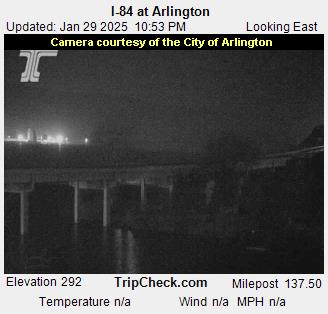 I-84 at Arlington
Updated: Jan 29 2025 10:53 PM Looking East
Camera courtesy of the City of Arlington
Elevation 292 TripCheck.com Milepost 137.50
Temperature n/a Wind n/a MPH n/a